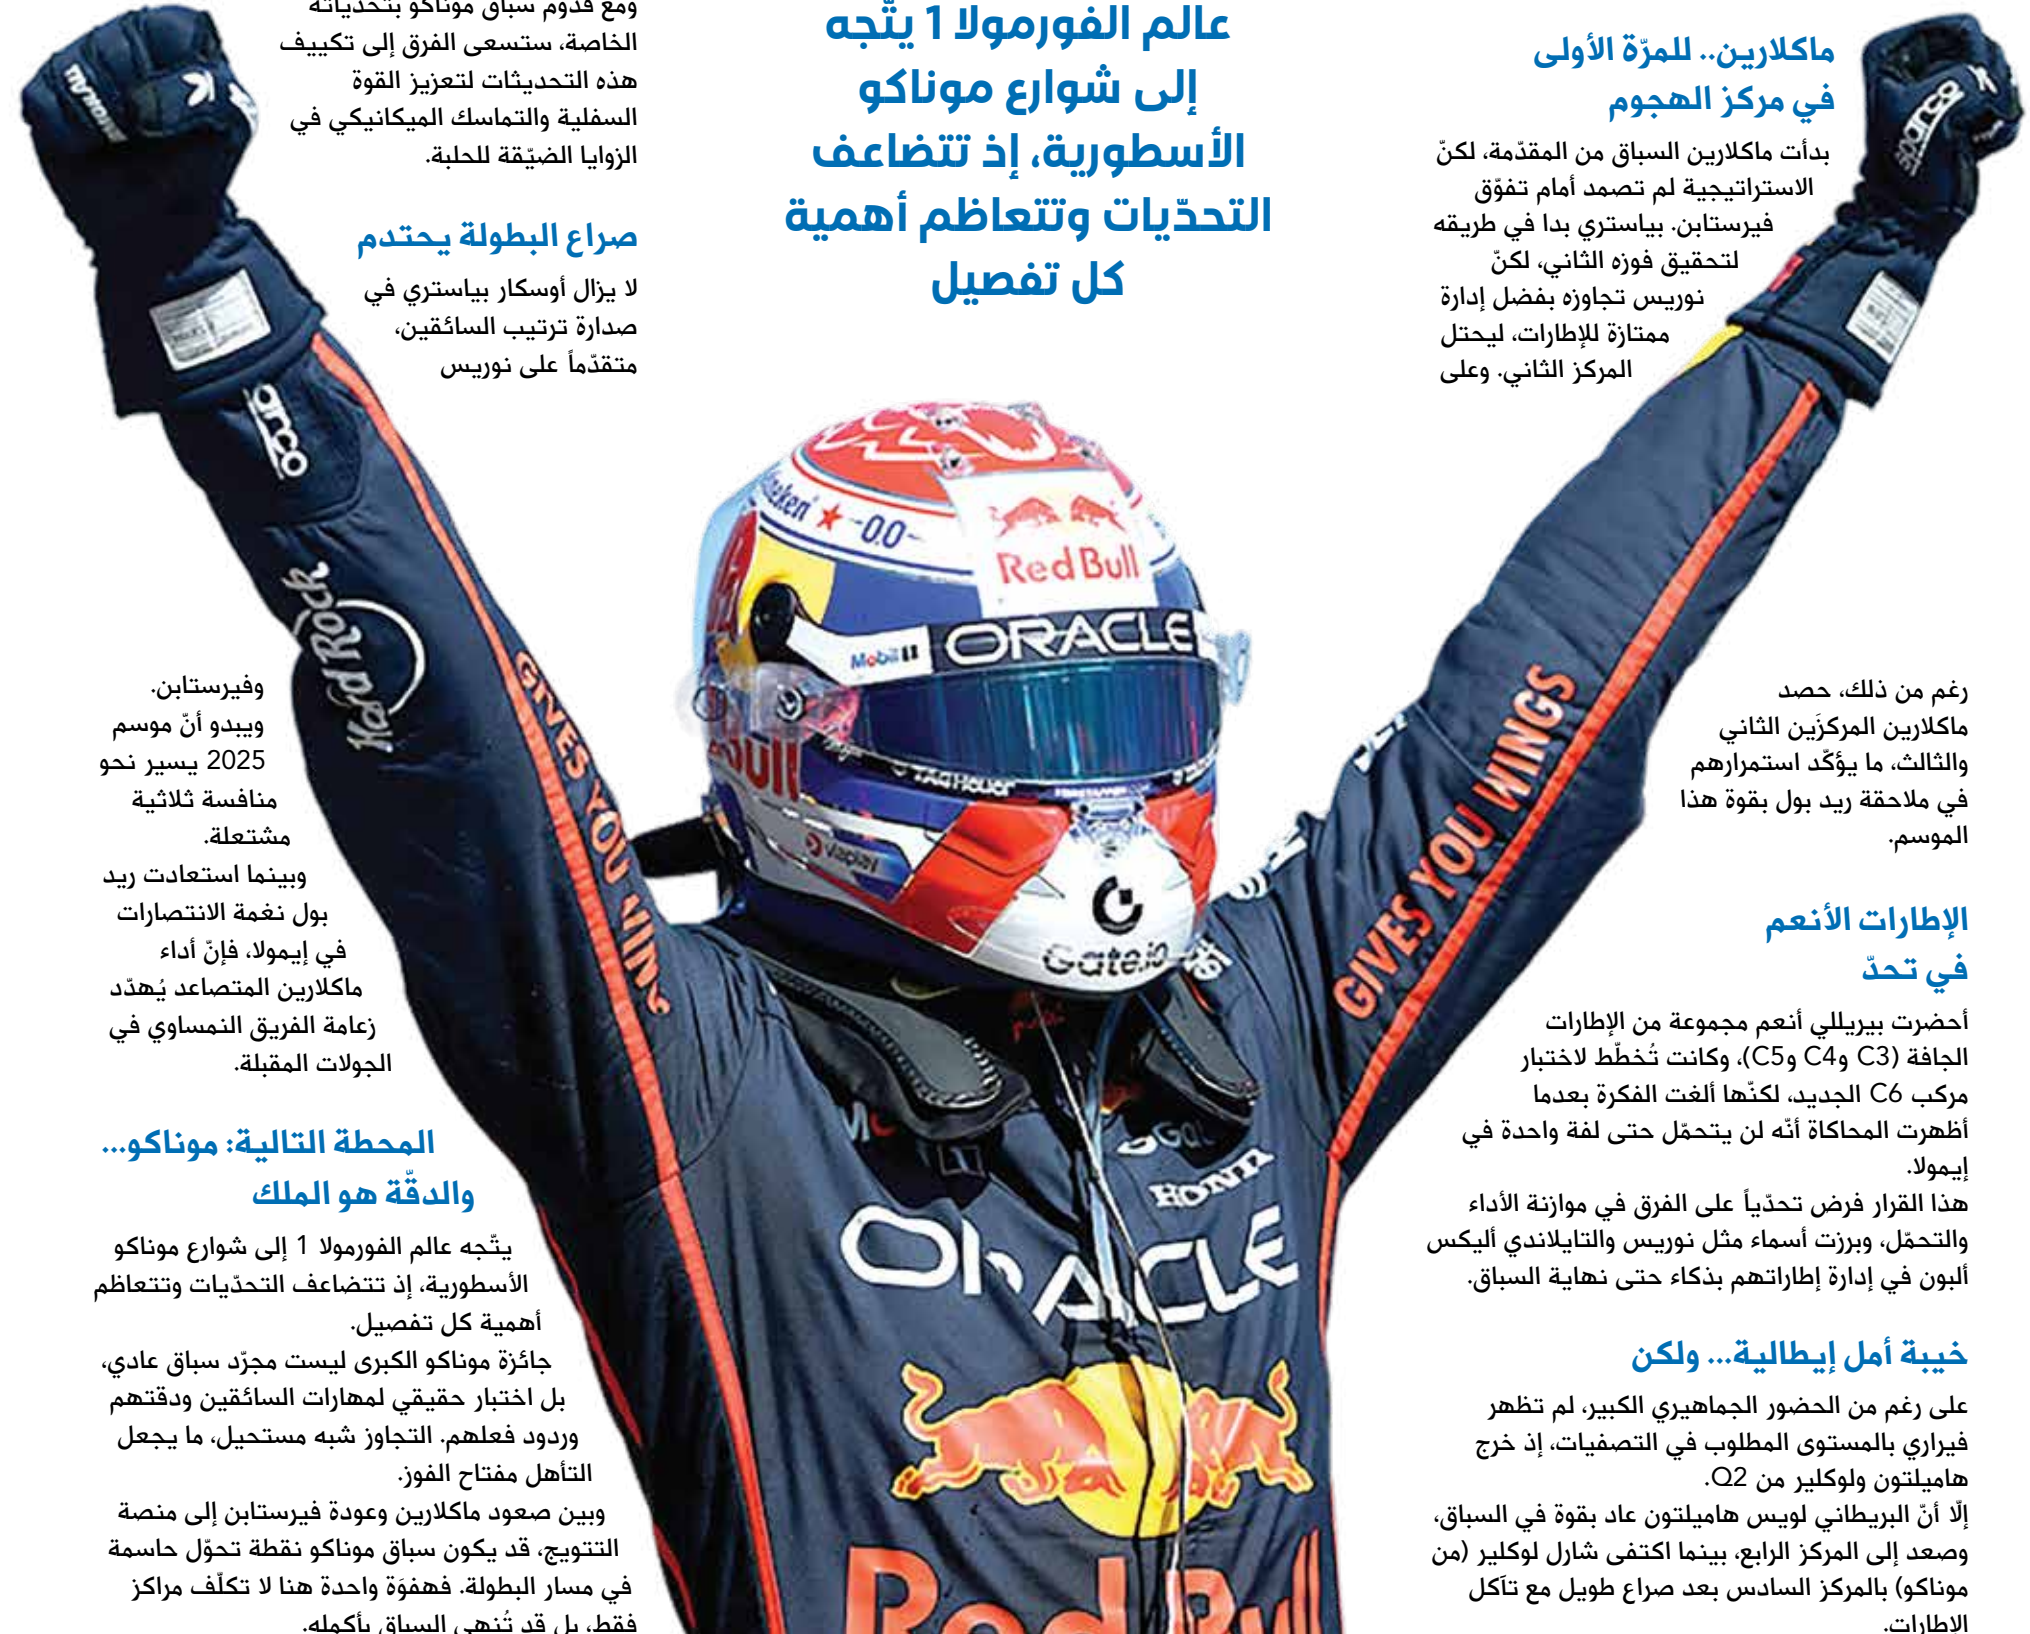 ماكلارين.. للمرّة الأولى
في مركز الهجوم
بدأت ماكلارين السباق من المقدّمة، لكنّ
الاستراتيجية لم تصمد أمام تفوّق
فيرستابن. بياستري بدا في طريقه
لتحقيق فوزه الثاني، لكنّ
نوريس تجاوزه بفضل إدارة
ممتازة للإطارات، ليحتل
المركز الثاني. وعلى
رغم من ذلك، حصد
ماكلارين المركزَين الثاني
والثالث، ما يؤكّد استمرارهم
في ملاحقة ريد بول بقوة هذا
الموسم.
الإطارات الأنعم
في تحدّ
أحضرت بيريللي أنعم مجموعة من الإطارات
الجافة (C3 وC4 وC5)، وكانت تُخطّط لاختبار
مركب C6 الجديد، لكنّها ألغت الفكرة بعدما
أظهرت المحاكاة أنّه لن يتحمّل حتى لفة واحدة في
إيمولا.
هذا القرار فرض تحدّياً على الفرق في موازنة الأداء
والتحمّل، وبرزت أسماء مثل نوريس والتايلاندي أليكس
ألبون في إدارة إطاراتهم بذكاء حتى نهاية السباق.
خيبة أمل إيطالية... ولكن
على رغم من الحضور الجماهيري الكبير، لم تظهر
فيراري بالمستوى المطلوب في التصفيات، إذ خرج
هاميلتون ولوكلير من Q2.
إلّا أنّ البريطاني لويس هاميلتون عاد بقوة في السباق،
وصعد إلى المركز الرابع، بينما اكتفى شارل لوكلير (من
موناكو) بالمركز السادس بعد صراع طويل مع تآكل
الإطارات.
عالم الفورمولا 1 يتّجه
إلى شوارع موناكو
الأسطورية، إذ تتضاعف
التحدّيات وتتعاظم أهمية
كل تفصيل
ومع قدوم سباق موناكو بتحدياته
الخاصة، ستسعى الفرق إلى تكييف
هذه التحديثات لتعزيز القوة
السفلية والتماسك الميكانيكي في
الزوايا الضيّقة للحلبة.
صراع البطولة يحتدم
لا يزال أوسكار بياستري في
صدارة ترتيب السائقين،
متقدّماً على نوريس
وفيرستابن.
ويبدو أنّ موسم
2025 يسير نحو
منافسة ثلاثية
مشتعلة.
وبينما استعادت ريد
بول نغمة الانتصارات
في إيمولا، فإنّ أداء
ماكلارين المتصاعد يُهدّد
زعامة الفريق النمساوي في
الجولات المقبلة.
المحطة التالية: موناكو...
والدقّة هو الملك
يتّجه عالم الفورمولا 1 إلى شوارع موناكو
الأسطورية، إذ تتضاعف التحدّيات وتتعاظم
أهمية كل تفصيل.
جائزة موناكو الكبرى ليست مجرّد سباق عادي،
بل اختبار حقيقي لمهارات السائقين ودقتهم
وردود فعلهم. التجاوز شبه مستحيل، ما يجعل
التأهل مفتاح الفوز.
وبين صعود ماكلارين وعودة فيرستابن إلى منصة
التتويج، قد يكون سباق موناكو نقطة تحوّل حاسمة
في مسار البطولة. فهفوَة واحدة هنا لا تكلّف مراكز
فقط، بل قد تُنهي السباق بأكمله.
sparco
Hard Rock
GIVES YOU WINGS
0.0
Red Bull
ORACLE
Mobil 1
TAG Heuer
viaplay
Gate.io
GIVES YOU WINGS
ORACLE
Red Bull